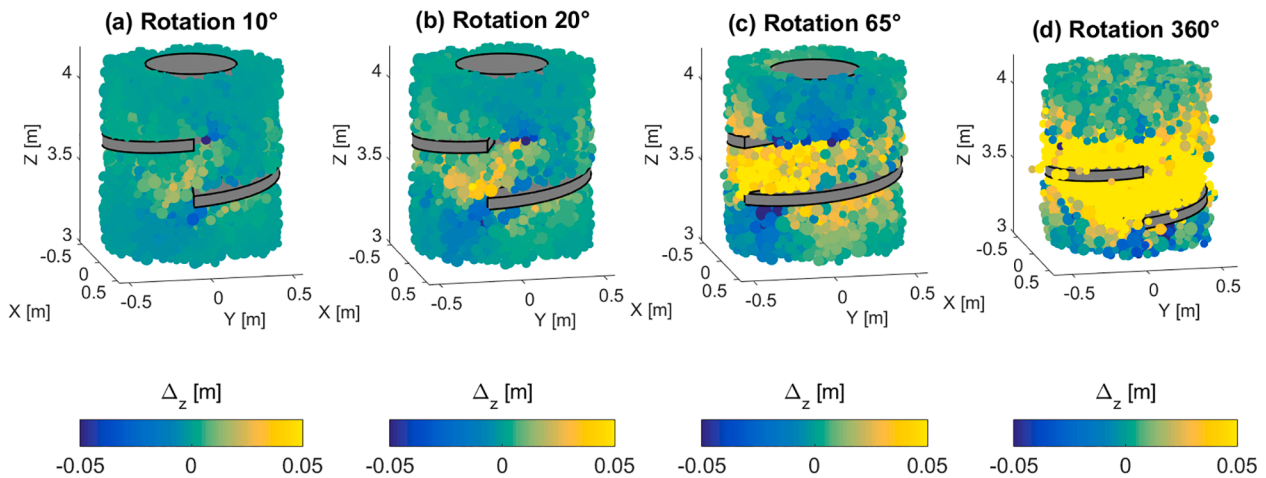 (a) Rotation 10°
(b) Rotation 20°
(c) Rotation 65°
(d) Rotation 360°
4
3.5
3
Z [m]
-0.5
0
0.5
X [m]
-0.5
0
0.5
Y [m]
4
3.5
3
Z [m]
-0.5
0
0.5
X [m]
-0.5
0
0.5
Y [m]
4
3.5
3
Z [m]
-0.5
0
0.5
X [m]
-0.5
0
0.5
Y [m]
4
3.5
3
Z [m]
-0.5
0
0.5
X [m]
-0.5
0
0.5
Y [m]
Δz [m]
Δz [m]
Δz [m]
Δz [m]
-0.05 0 0.05
-0.05 0 0.05
-0.05 0 0.05
-0.05 0 0.05